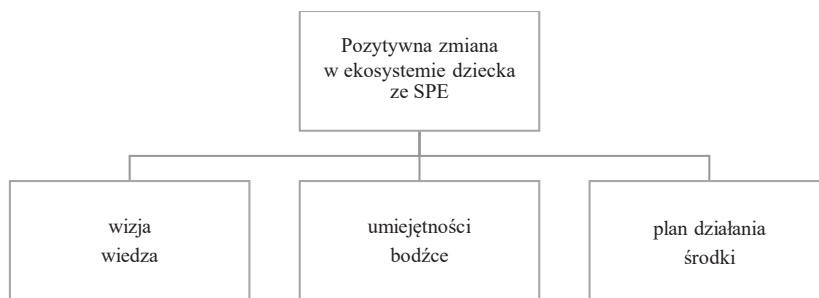 Pozytywna zmiana
w ekosystemie dziecka
ze SPE
wizja
wiedza
umiejętności
bodźce
plan działania
środki